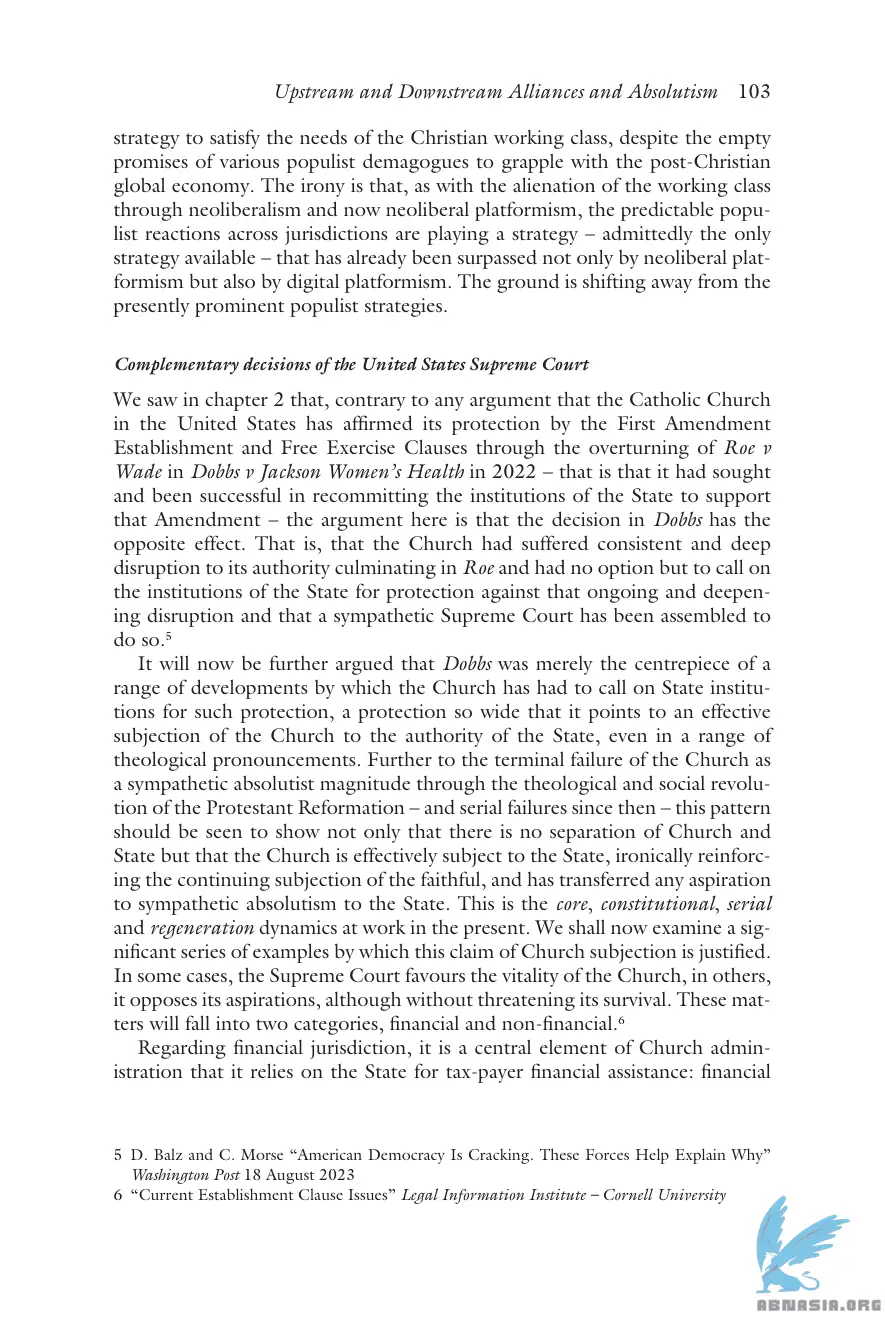 Upstream and Downstream Alliances and Absolutism 103
strategy to satisfy the needs of the Christian working class, despite the empty
promises of various populist demagogues to grapple with the post-Christian
global economy. The irony is that, as with the alienation of the working class
through neoliberalism and now neoliberal platformism, the predictable popu-
list reactions across jurisdictions are playing a strategy – admittedly the only
strategy available – that has already been surpassed not only by neoliberal plat-
formism but also by digital platformism. The ground is shifting away from the
presently prominent populist strategies.
Complementary decisions of the United States Supreme Court
We saw in chapter 2 that, contrary to any argument that the Catholic Church
in the United States has affirmed its protection by the First Amendment
Establishment and Free Exercise Clauses through the overturning of Roe v
Wade in Dobbs v Jackson Women's Health in 2022 – that is that it had sought
and been successful in recommitting the institutions of the State to support
that Amendment – the argument here is that the decision in Dobbs has the
opposite effect. That is, that the Church had suffered consistent and deep
disruption to its authority culminating in Roe and had no option but to call on
the institutions of the State for protection against that ongoing and deepen-
ing disruption and that a sympathetic Supreme Court has been assembled to
do so.⁵
It will now be further argued that Dobbs was merely the centrepiece of a
range of developments by which the Church has had to call on State institu-
tions for such protection, a protection so wide that it points to an effective
subjection of the Church to the authority of the State, even in a range of
theological pronouncements. Further to the terminal failure of the Church as
a sympathetic absolutist magnitude through the theological and social revolu-
tion of the Protestant Reformation – and serial failures since then – this pattern
should be seen to show not only that there is no separation of Church and
State but that the Church is effectively subject to the State, ironically reinforc-
ing the continuing subjection of the faithful, and has transferred any aspiration
to sympathetic absolutism to the State. This is the core, constitutional, serial
and regeneration dynamics at work in the present. We shall now examine a sig-
nificant series of examples by which this claim of Church subjection is justified.
In some cases, the Supreme Court favours the vitality of the Church, in others,
it opposes its aspirations, although without threatening its survival. These mat-
ters will fall into two categories, financial and non-financial.⁶
Regarding financial jurisdiction, it is a central element of Church admin-
istration that it relies on the State for tax-payer financial assistance: financial
5 D. Balz and C. Morse “American Democracy Is Cracking. These Forces Help Explain Why”
Washington Post 18 August 2023
6 “Current Establishment Clause Issues” Legal Information Institute – Cornell University
ABNASIA.ORG